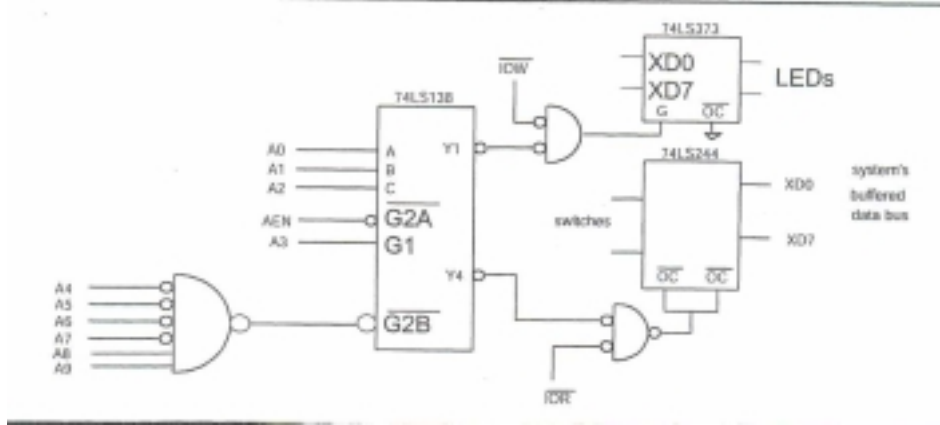 74LS373
XD0
XD7
G
OC
LEDs
IOW
74LS138
A0
A1
A2
AEN
A3
A
B
C
G2A
G1
G2B
Y1
Y4
A4
A5
A6
A7
A8
A9
74LS244
switches
OC
OC
XD0
XD7
system's
buffered
data bus
IOR